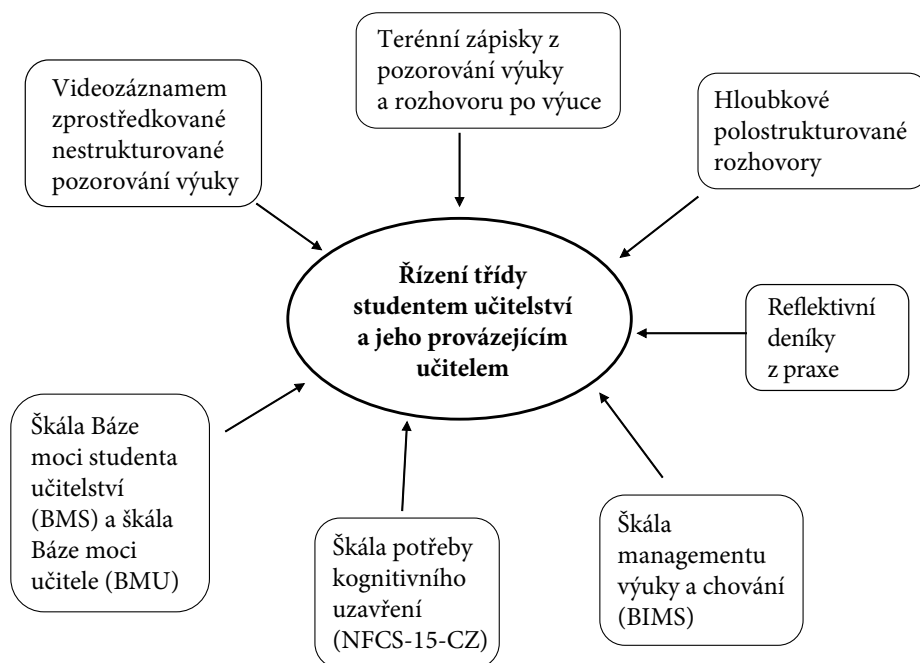 Terénní zápisky z
pozorování výuky
a rozhovoru po výuce
Videozáznamem
zprostředkované
nestrukturované
pozorování výuky
Hloubkové
polostrukturované
rozhovory
Řízení třídy
studentem učitelství
a jeho provázejícím
učitelem
Reflektivní
deníky
z praxe
Škála Báze
moci studenta
učitelství
(BMS) a škála
Báze moci
učitele (BMU)
Škála potřeby
kognitivního
uzavření
(NFCS-15-CZ)
Škála
managementu
výuky a chování
(BIMS)